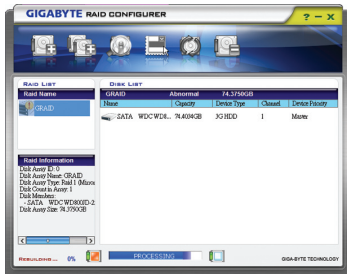 GIGABYTE RAID CONFIGURER
? – X
RAID LIST
Raid Name
GRAID
Raid Information
Disk Array ID: 0
Disk Array Name: GRAID
Disk Array Type: Raid 1 (Mirror
Disk Count in Array: 1
Disk Members:
-SATA WDC WD800JD-2
Disk Array Size: 74.3750GB
DISK LIST
GRAID Abnormal 74.3750GB
Name Capacity Device Type Channel Device Priority
SATA WDC WD8... 74.4004GB 3G HDD 1 Master
REBUILDING ... 0% PROCESSING GIGA-BYTE TECHNOLOGY